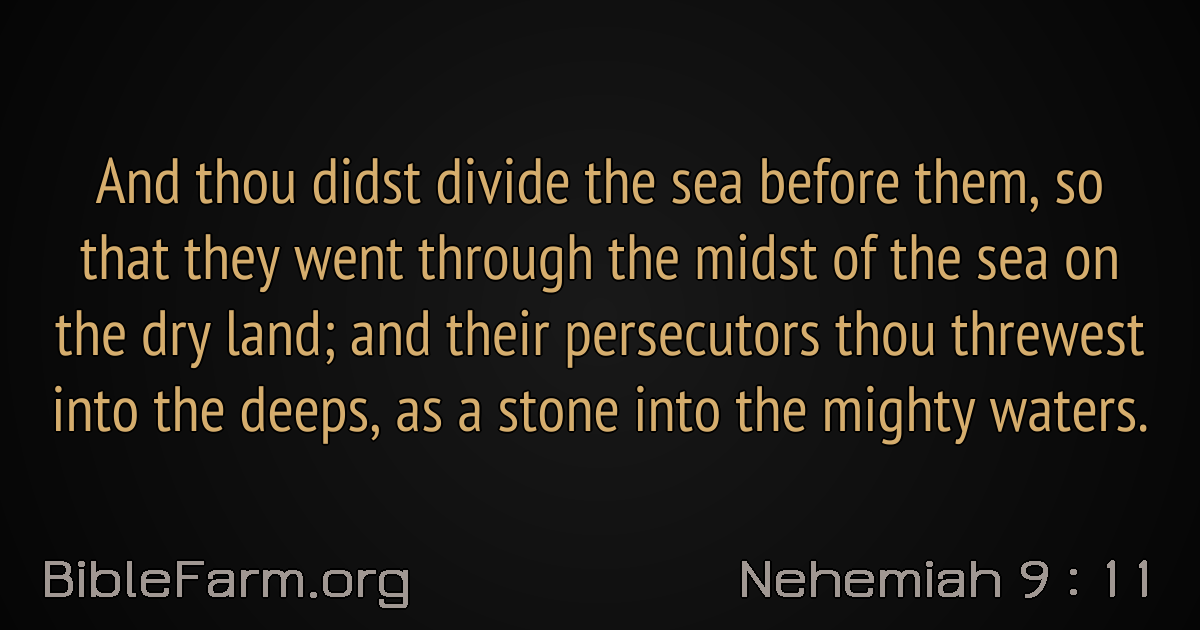 And thou didst divide the sea before them, so
that they went through the midst of the sea on
the dry land; and their persecutors thou threwest
into the deeps, as a stone into the mighty waters.
BibleFarm.org
Nehemiah 9 : 11